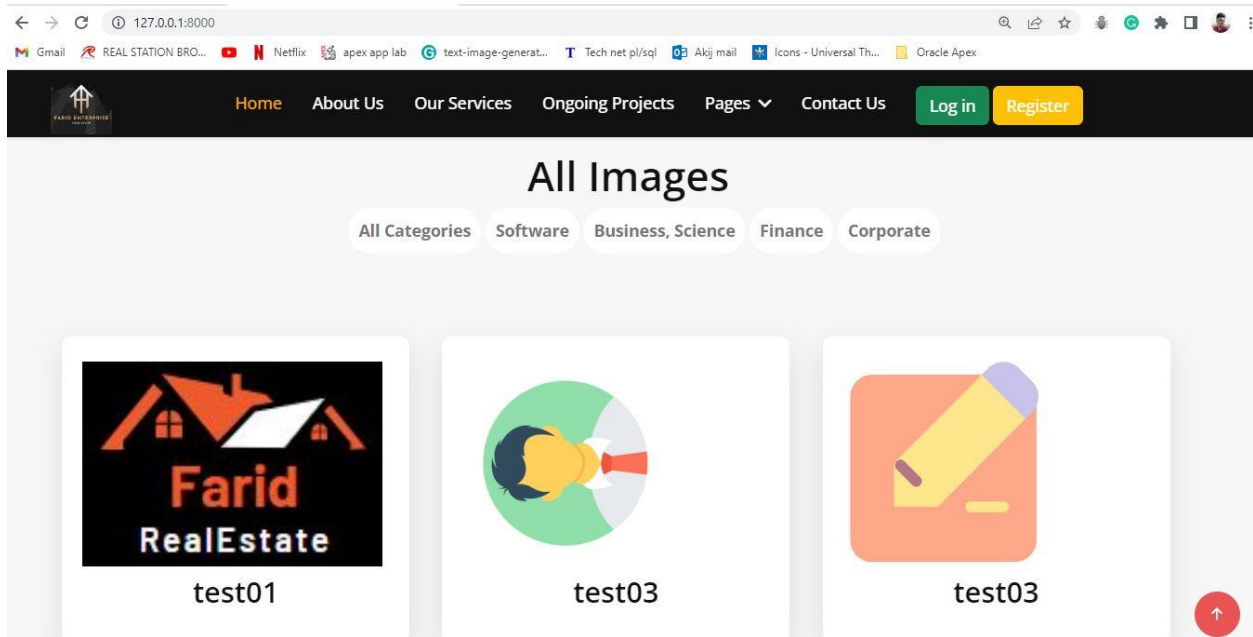 127.0.0.1:8000
Gmail REAL STATION BRO... Netflix apex app lab text-image-generat... Tech net pl/sql Akij mail Icons - Universal Th... Oracle Apex
FARID ENTERPRISE
Home About Us Our Services Ongoing Projects Pages Contact Us Log in Register
All Images
All Categories Software Business, Science Finance Corporate
Farid
RealEstate
test01 test03 test03